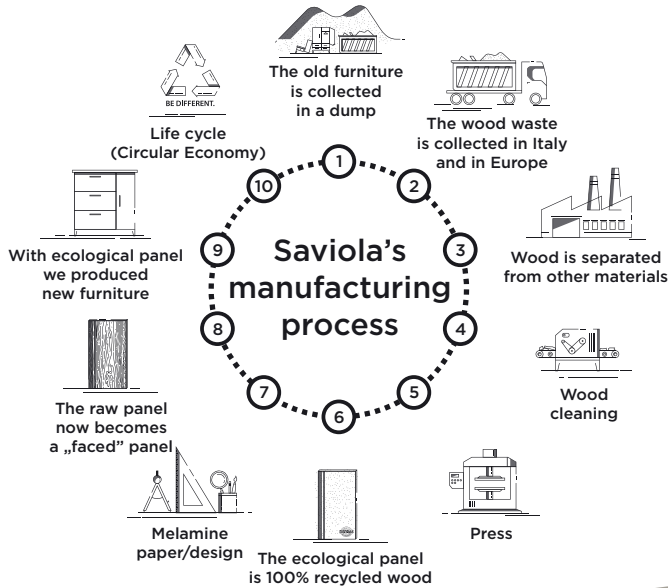 The old furniture
is collected
in a dump
BE DIFFERENT.
Life cycle
(Circular Economy)
The wood waste
is collected in Italy
and in Europe
1
2
3
4
5
6
7
8
9
10
Saviola's
manufacturing
process
Wood is separated
from other materials
Wood
cleaning
Press
The ecological panel
is 100% recycled wood
Melamine
paper/design
The raw panel
now becomes
a „faced” panel
With ecological panel
we produced
new furniture